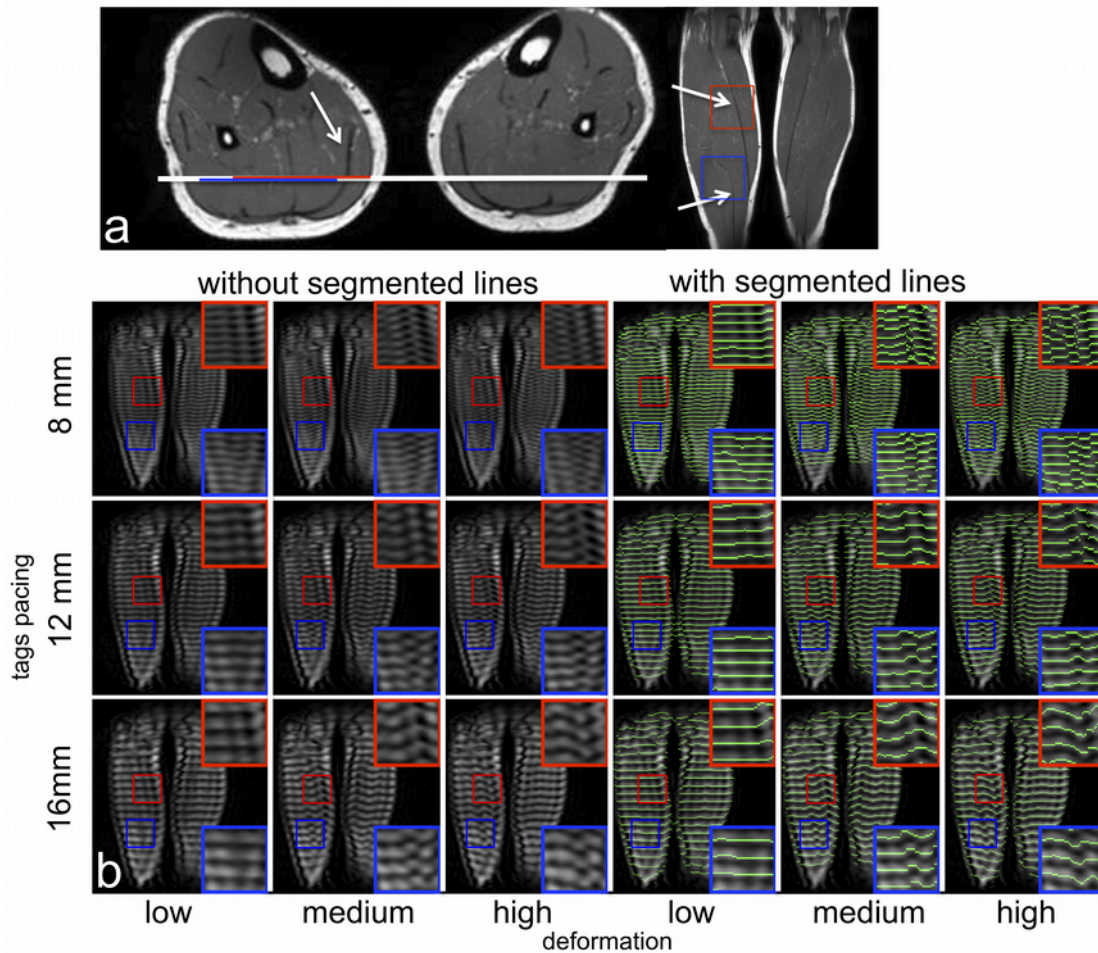 a
without segmented lines with segmented lines
8 mm
12 mm
tags pacing
16mm
b
low medium high low medium high
deformation